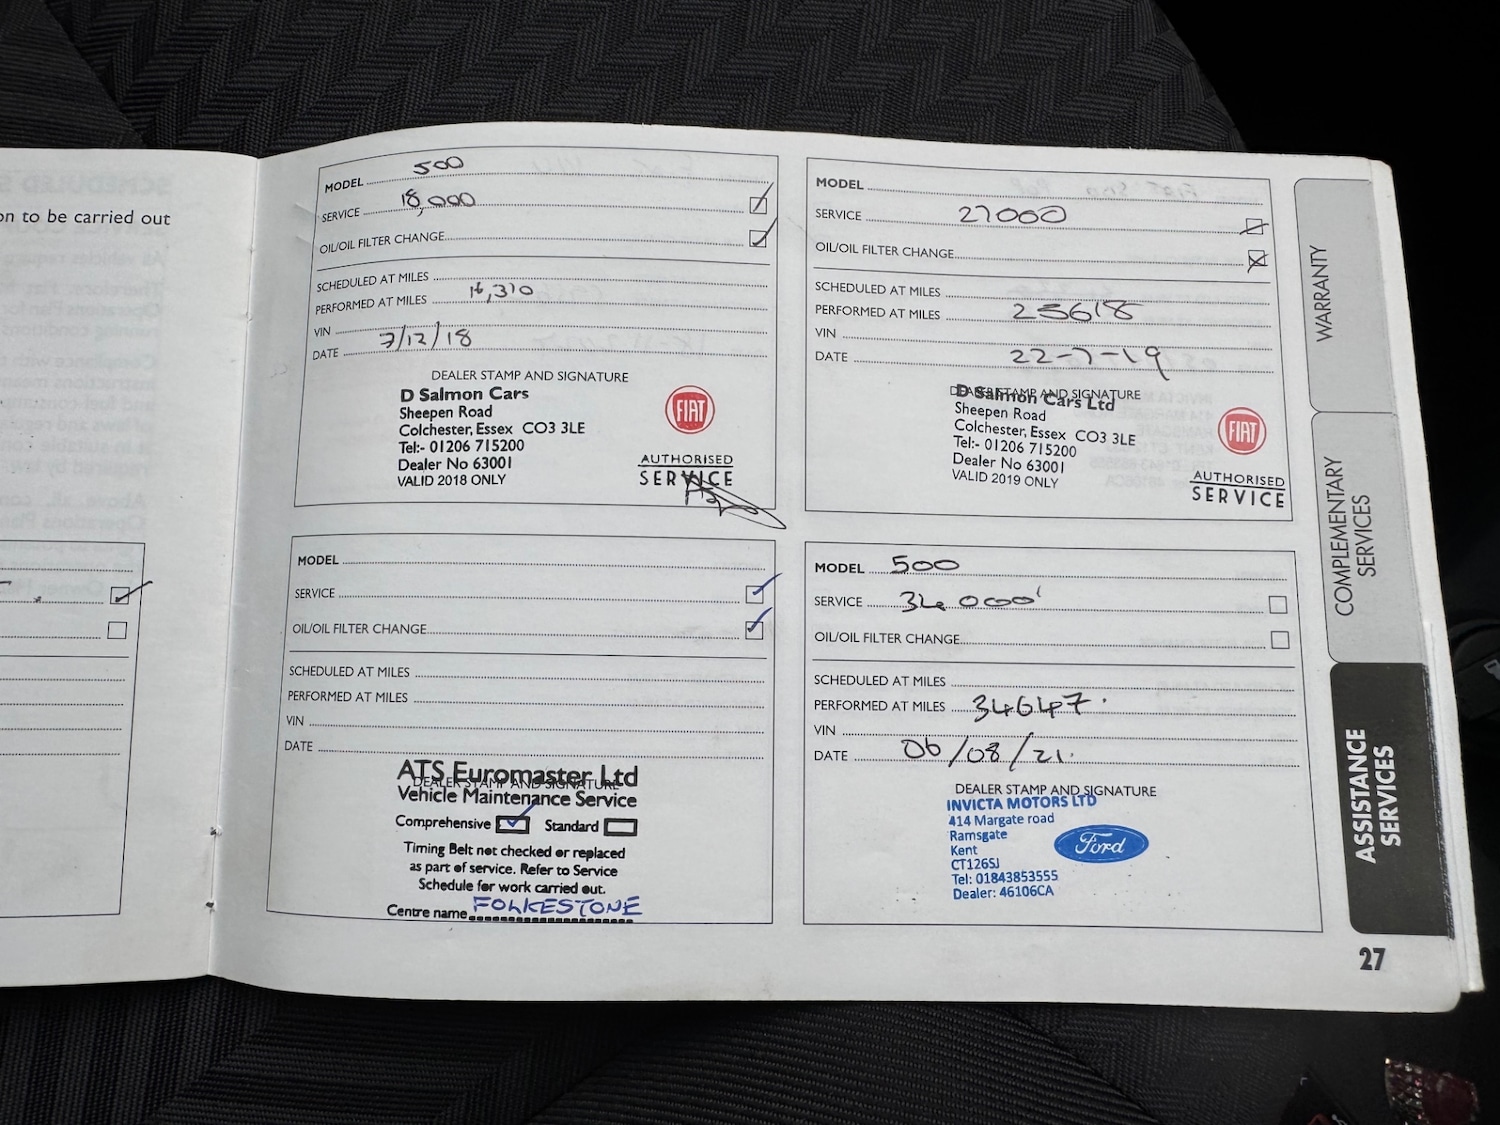 on to be carried out
MODEL 500
SERVICE 18,000
OIL/OIL FILTER CHANGE
SCHEDULED AT MILES
PERFORMED AT MILES 16,310
VIN
DATE 7/12/18
DEALER STAMP AND SIGNATURE
D Salmon Cars
Sheepen Road
Colchester, Essex CO3 3LE
Tel:- 01206 715200
Dealer No 63001
VALID 2018 ONLY
FIAT
AUTHORISED
SERVICE
MODEL
SERVICE 27000
OIL/OIL FILTER CHANGE
SCHEDULED AT MILES
PERFORMED AT MILES 25618
VIN
DATE 22-7-19
DEALER STAMP AND SIGNATURE
D Salmon Cars Ltd
Sheepen Road
Colchester, Essex CO3 3LE
Tel:- 01206 715200
Dealer No 63001
VALID 2019 ONLY
FIAT
AUTHORISED
SERVICE
MODEL
SERVICE
OIL/OIL FILTER CHANGE
SCHEDULED AT MILES
PERFORMED AT MILES
VIN
DATE
DEALER STAMP AND SIGNATURE
ATS Euromaster Ltd
Vehicle Maintenance Service
Comprehensive Standard
Timing Belt not checked or replaced
as part of service. Refer to Service
Schedule for work carried out.
Centre name FOLKESTONE
MODEL 500
SERVICE 34000'
OIL/OIL FILTER CHANGE
SCHEDULED AT MILES
PERFORMED AT MILES 34647.
VIN
DATE 06/08/21.
DEALER STAMP AND SIGNATURE
INVICTA MOTORS LTD
414 Margate road
Ramsgate
Kent
CT126SJ
Tel: 01843853555
Dealer: 46106CA
Ford
WARRANTY
COMPLEMENTARY
SERVICES
ASSISTANCE
SERVICES
27